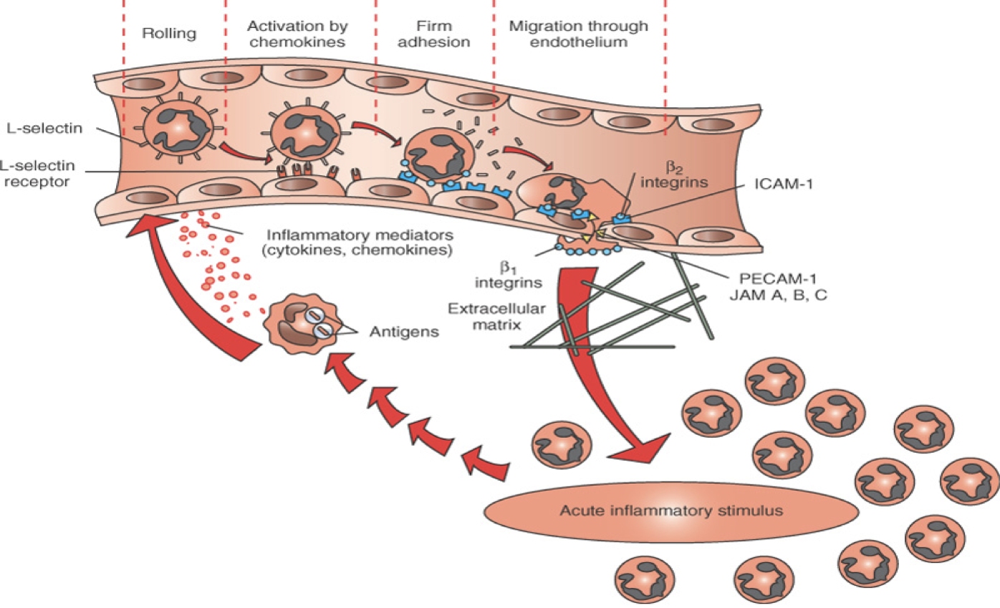 Rolling
Activation by
chemokines
Firm
adhesion
Migration through
endothelium
L-selectin
L-selectin
receptor
β2
integrins
ICAM-1
Inflammatory mediators
(cytokines, chemokines)
β1
integrins
PECAM-1
JAM A, B, C
Extracellular
matrix
Antigens
Acute inflammatory stimulus